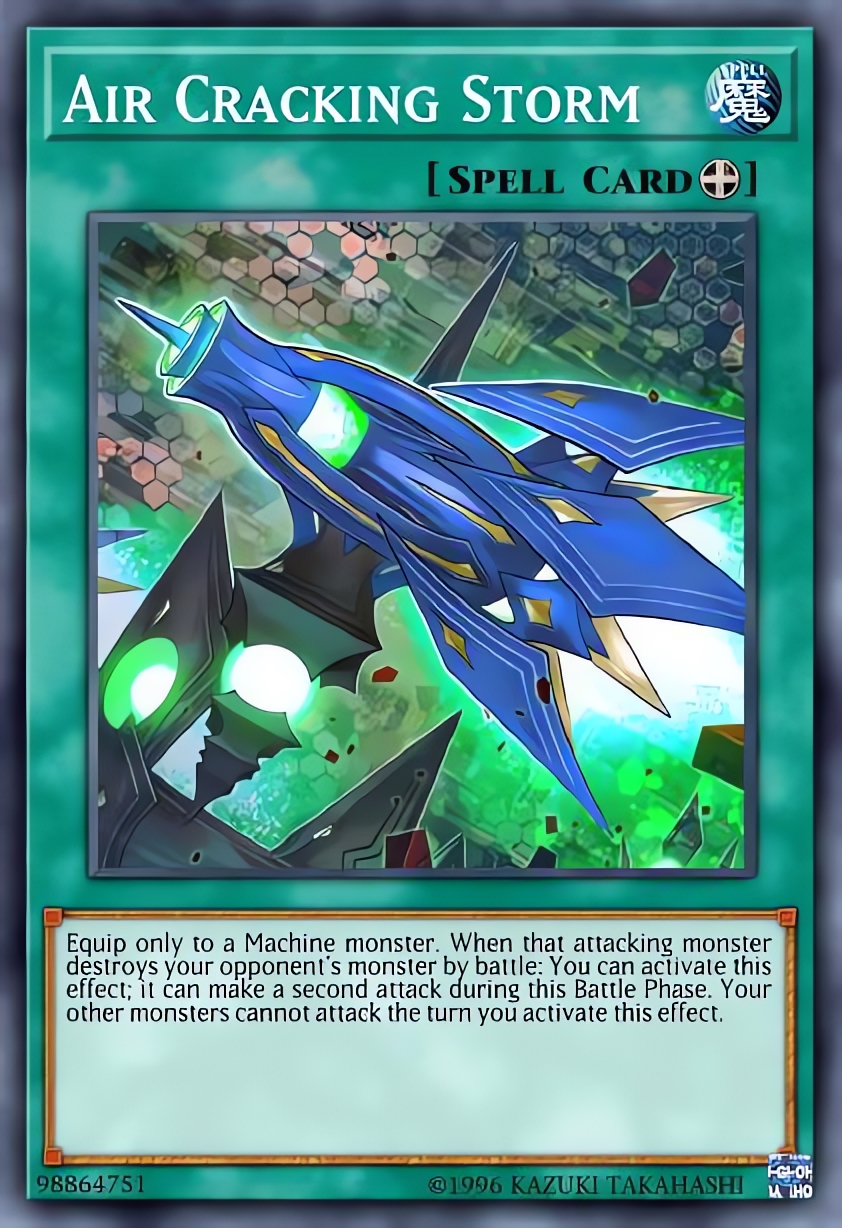 AIR CRACKING STORM
魔
[SPELL CARD]
Equip only to a Machine monster. When that attacking monster
destroys your opponent's monster by battle: You can activate this
effect; it can make a second attack during this Battle Phase. Your
other monsters cannot attack the turn you activate this effect.
98864751
©1996 KAZUKI TAKAHASHI